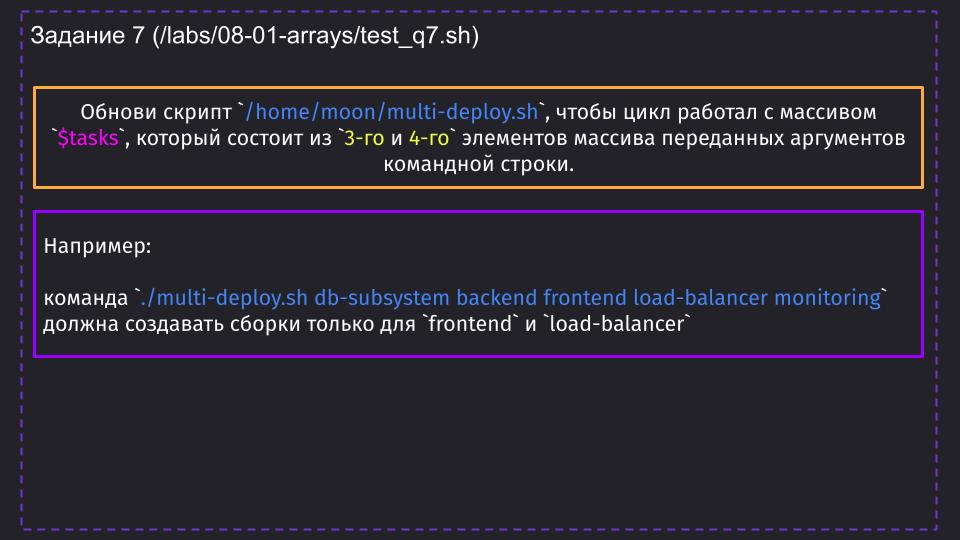 Задание 7 (/labs/08-01-arrays/test_q7.sh)
Обнови скрипт `/home/moon/multi-deploy.sh`, чтобы цикл работал с массивом
`$tasks`, который состоит из `3-го и 4-го` элементов массива переданных аргументов
командной строки.
Например:
команда `./multi-deploy.sh db-subsystem backend frontend load-balancer monitoring`
должна создавать сборки только для `frontend` и `load-balancer`